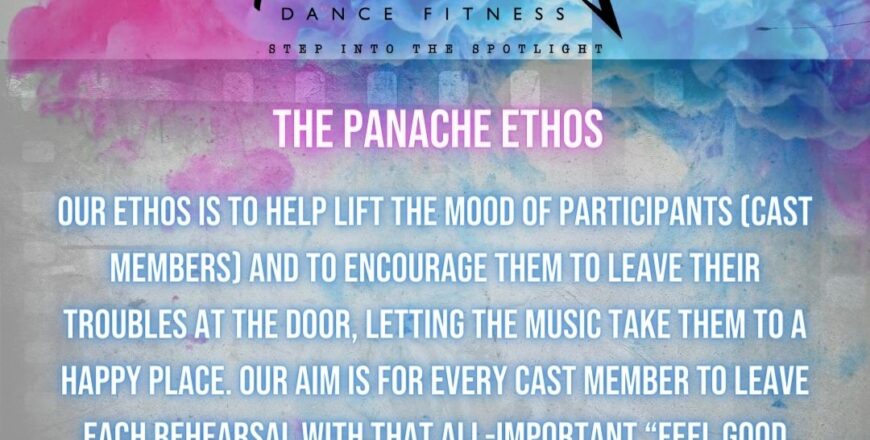 DANCE FITNESS
STEP INTO THE SPOTLIGHT
THE PANACHE ETHOS
OUR ETHOS IS TO HELP LIFT THE MOOD OF PARTICIPANTS (CAST
MEMBERS) AND TO ENCOURAGE THEM TO LEAVE THEIR
TROUBLES AT THE DOOR, LETTING THE MUSIC TAKE THEM TO A
HAPPY PLACE. OUR AIM IS FOR EVERY CAST MEMBER TO LEAVE
EACH REHEARSAL WITH THAT ALL-IMPORTANT “FEEL GOOD